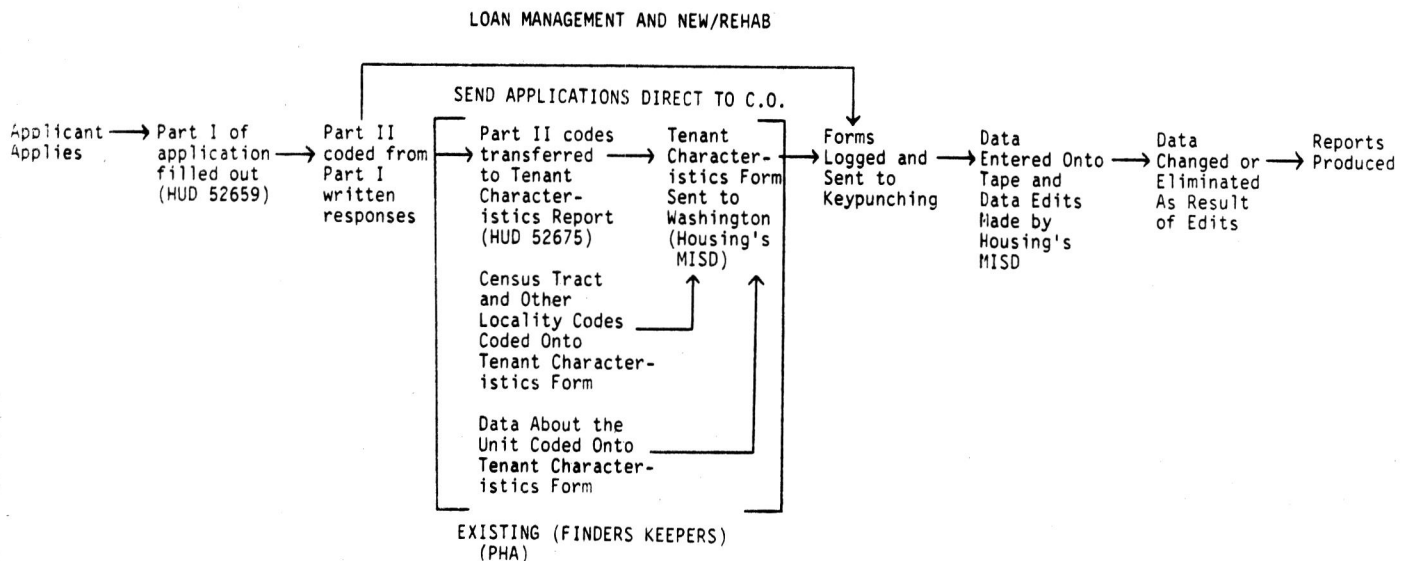 LOAN MANAGEMENT AND NEW/REHAB
SEND APPLICATIONS DIRECT TO C.O.
Applicant
Applies
Part I of
application
filled out
(HUD 52659)
Part II
coded from
Part I
written
responses
Part II codes
transferred
to Tenant
Character-
istics Report
(HUD 52675)
Census Tract
and Other
Locality Codes
Coded Onto
Tenant Character-
istics Form
Data About the
Unit Coded Onto
Tenant Character-
istics Form
Tenant
Character-
istics Form
Sent to
Washington
(Housing's
MISD)
EXISTING (FINDERS KEEPERS)
(PHA)
Forms
Logged and
Sent to
Keypunching
Data
Entered Onto
Tape and
Data Edits
Made by
Housing's
MISD
Data
Changed or
Eliminated
As Result
of Edits
Reports
Produced